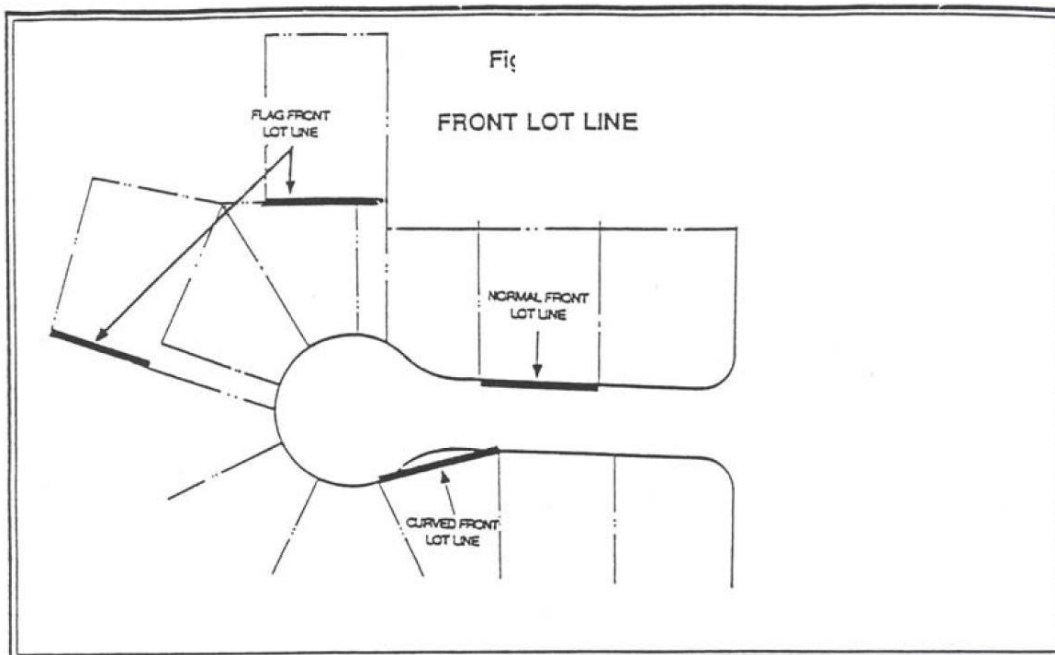 Fig
FRONT LOT LINE
FLAG FRONT
LOT LINE
NORMAL FRONT
LOT LINE
CURVED FRONT
LOT LINE